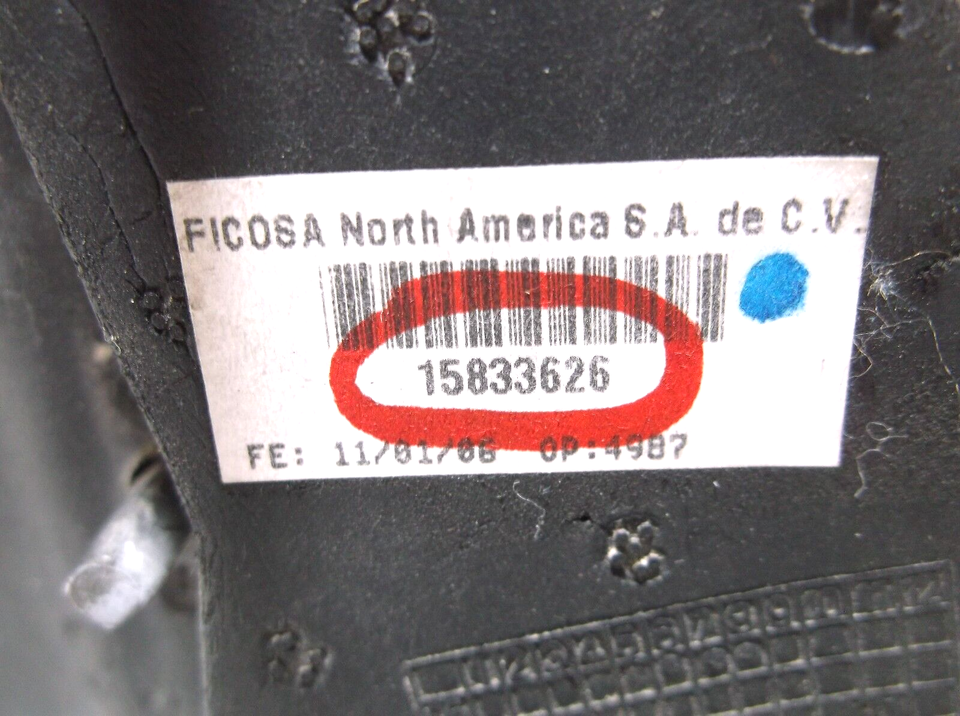 FICOSA North America S.A. de C.V.
15833626
FE: 11/01/06 OP:4987